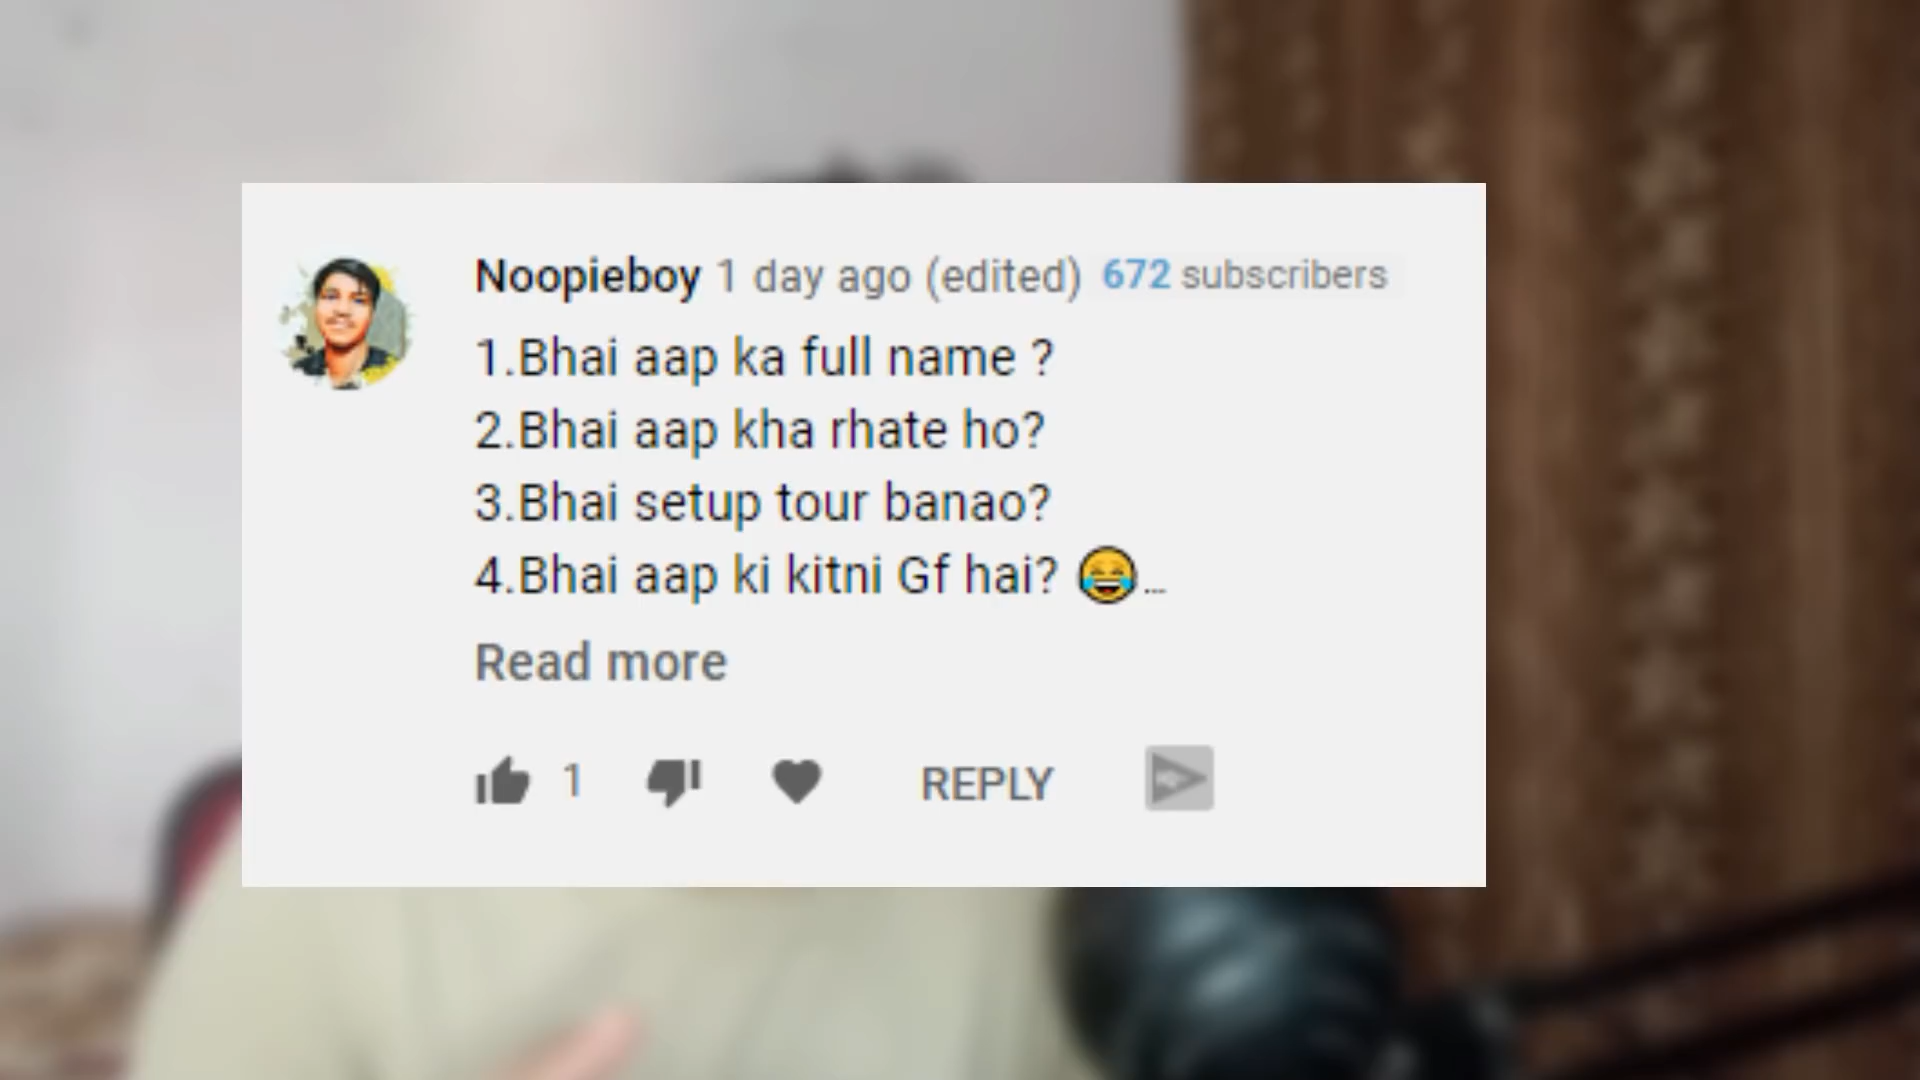 Noopieboy 1 day ago (edited) 672 subscribers
1.Bhai aap ka full name ?
2.Bhai aap kha rhate ho?
3.Bhai setup tour banao?
4.Bhai aap ki kitni Gf hai? 😂...
Read more
1 REPLY